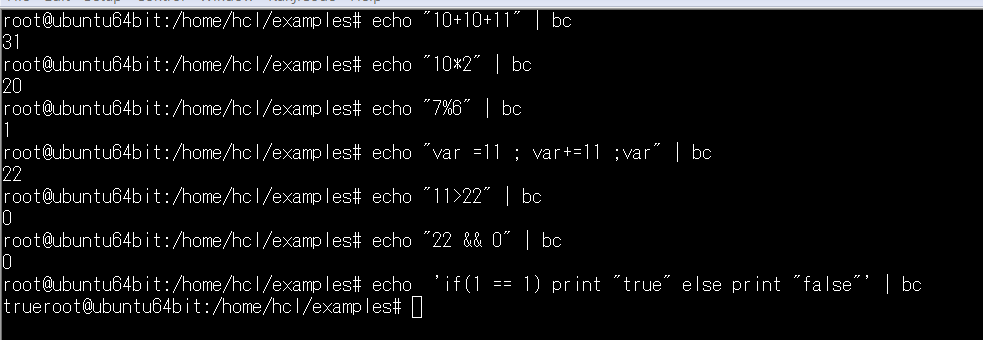 root@ubuntu64bit:/home/hcl/examples# echo "10+10+11" | bc
31
root@ubuntu64bit:/home/hcl/examples# echo "10*2" | bc
20
root@ubuntu64bit:/home/hcl/examples# echo "7%6" | bc
1
root@ubuntu64bit:/home/hcl/examples# echo "var =11 ; var+=11 ;var" | bc
22
root@ubuntu64bit:/home/hcl/examples# echo "11>22" | bc
0
root@ubuntu64bit:/home/hcl/examples# echo "22 && 0" | bc
0
root@ubuntu64bit:/home/hcl/examples# echo  'if(1 == 1) print "true" else print "false"' | bc
trueroot@ubuntu64bit:/home/hcl/examples#